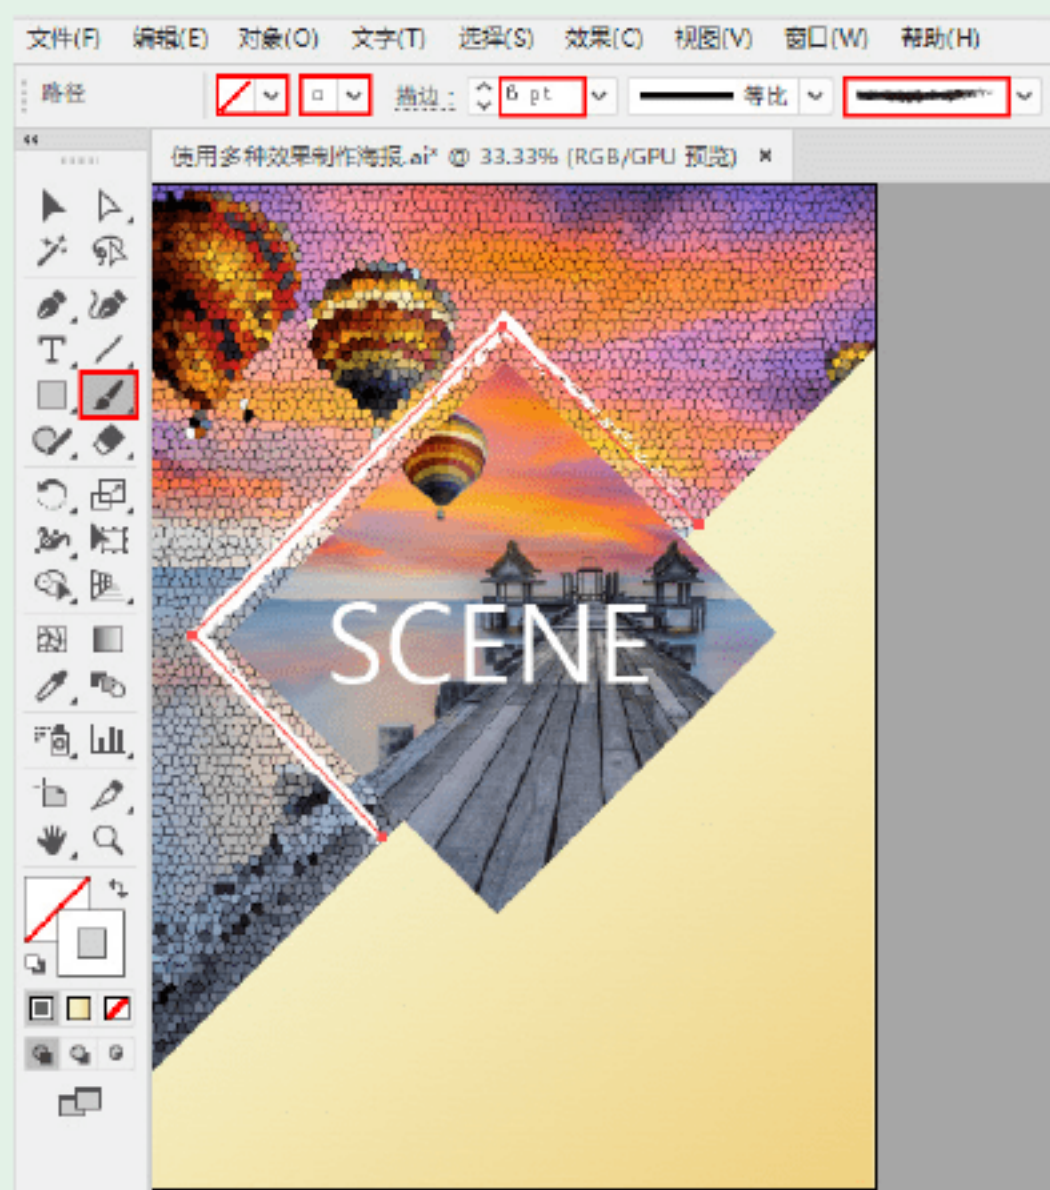 文件(F) 编辑(E) 对象(O) 文字(T) 选择(S) 效果(C) 视图(V) 窗口(W) 帮助(H)
路径 描边: 6 pt 等比
使用多种效果制作海报.ai* @ 33.33% (RGB/GPU 预览) ×
SCENE